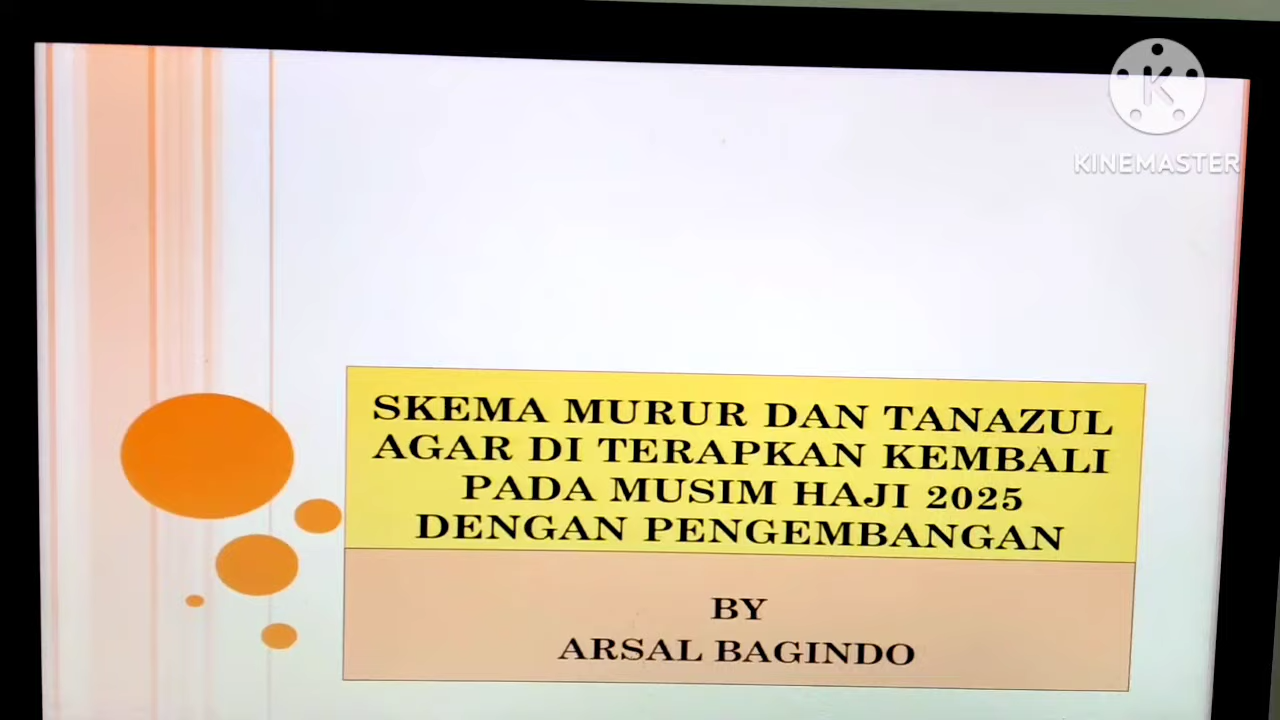 K
KINEMASTER
SKEMA MURUR DAN TANAZUL
AGAR DI TERAPKAN KEMBALI
PADA MUSIM HAJI 2025
DENGAN PENGEMBANGAN
BY
ARSAL BAGINDO